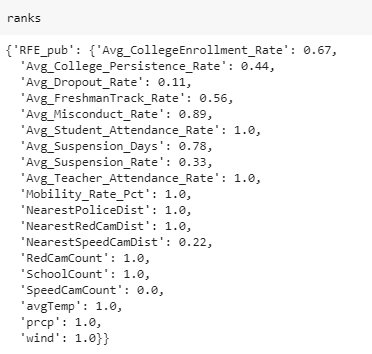 ranks
{'RFE_pub': {'Avg_CollegeEnrollment_Rate': 0.67,
'Avg_College_Persistence_Rate': 0.44,
'Avg_Dropout_Rate': 0.11,
'Avg_FreshmanTrack_Rate': 0.56,
'Avg_Misconduct_Rate': 0.89,
'Avg_Student_Attendance_Rate': 1.0,
'Avg_Suspension_Days': 0.78,
'Avg_Suspension_Rate': 0.33,
'Avg_Teacher_Attendance_Rate': 1.0,
'Mobility_Rate_Pct': 1.0,
'NearestPoliceDist': 1.0,
'NearestRedCamDist': 1.0,
'NearestSpeedCamDist': 0.22,
'RedCamCount': 1.0,
'SchoolCount': 1.0,
'SpeedCamCount': 0.0,
'avgTemp': 1.0,
'prcp': 1.0,
'wind': 1.0}}